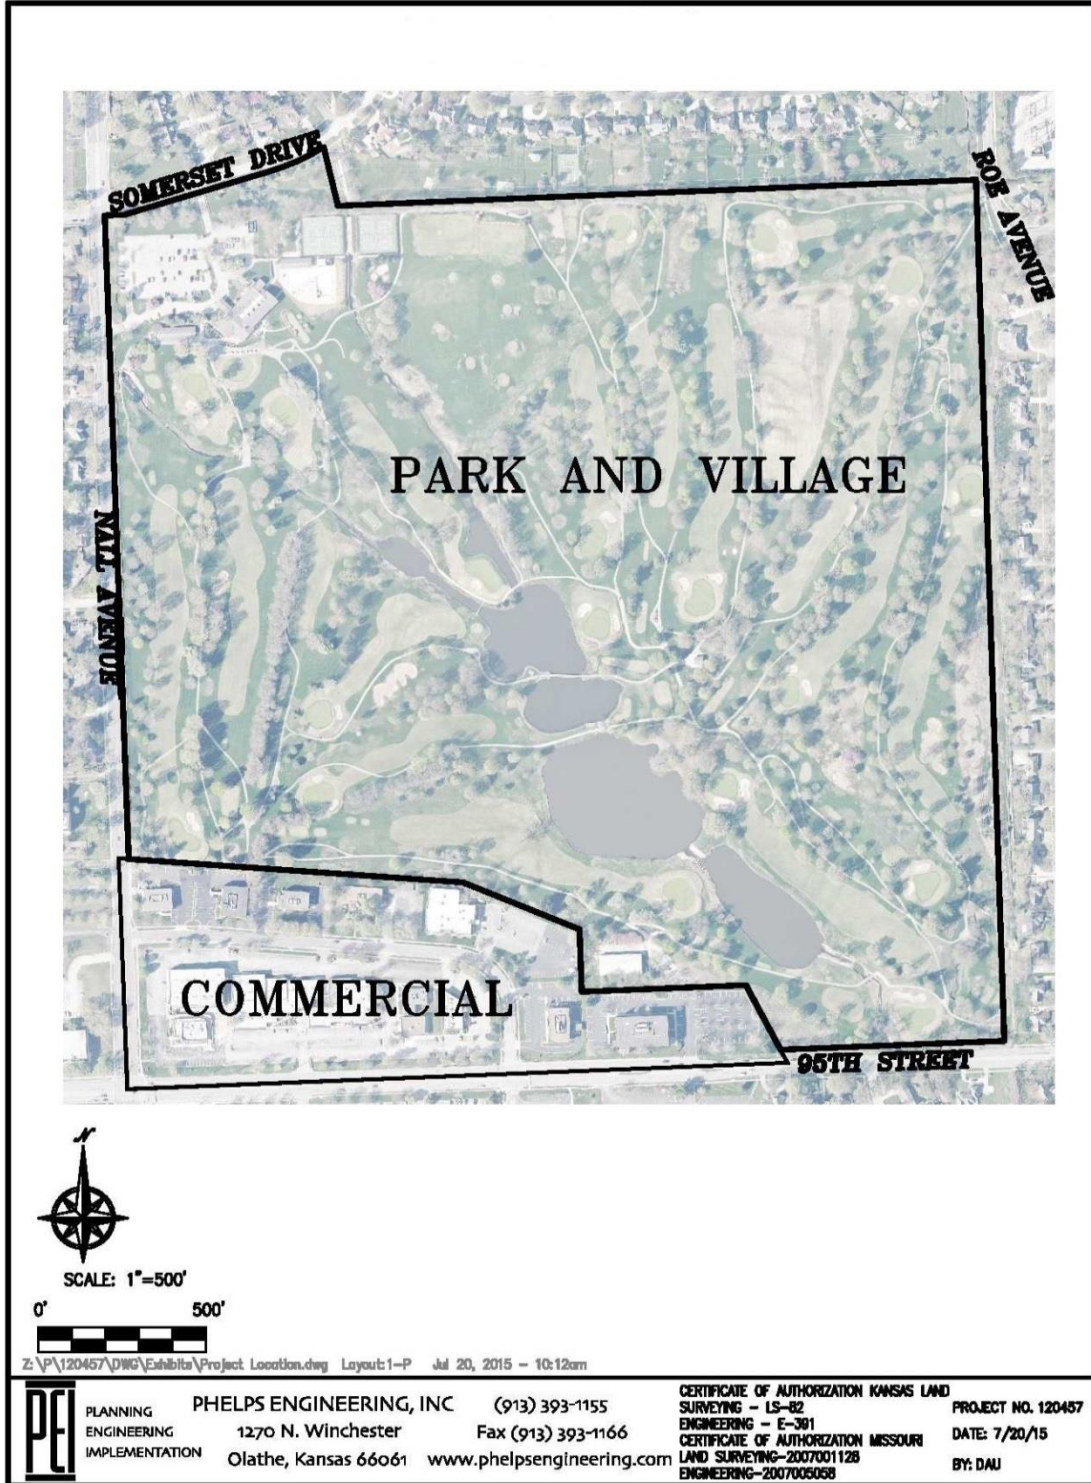 SOMERSET DRIVE
ROE AVENUE
PARK AND VILLAGE
NALL AVENUE
COMMERCIAL
95TH STREET
N
SCALE: 1"=500'
0' 500'
Z:\P\120457\DWG\Exhibits\Project Location.dwg Layout:1-P Jul 20, 2015 - 10:12am
PEI
PLANNING
ENGINEERING
IMPLEMENTATION
PHELPS ENGINEERING, INC
1270 N. Winchester
Olathe, Kansas 66061
(913) 393-1155
Fax (913) 393-1166
www.phelpsengineering.com
CERTIFICATE OF AUTHORIZATION KANSAS LAND
SURVEYING - LS-82
ENGINEERING - E-391
CERTIFICATE OF AUTHORIZATION MISSOURI
LAND SURVEYING-2007001128
ENGINEERING-2007005058
PROJECT NO. 120457
DATE: 7/20/15
BY: DAU